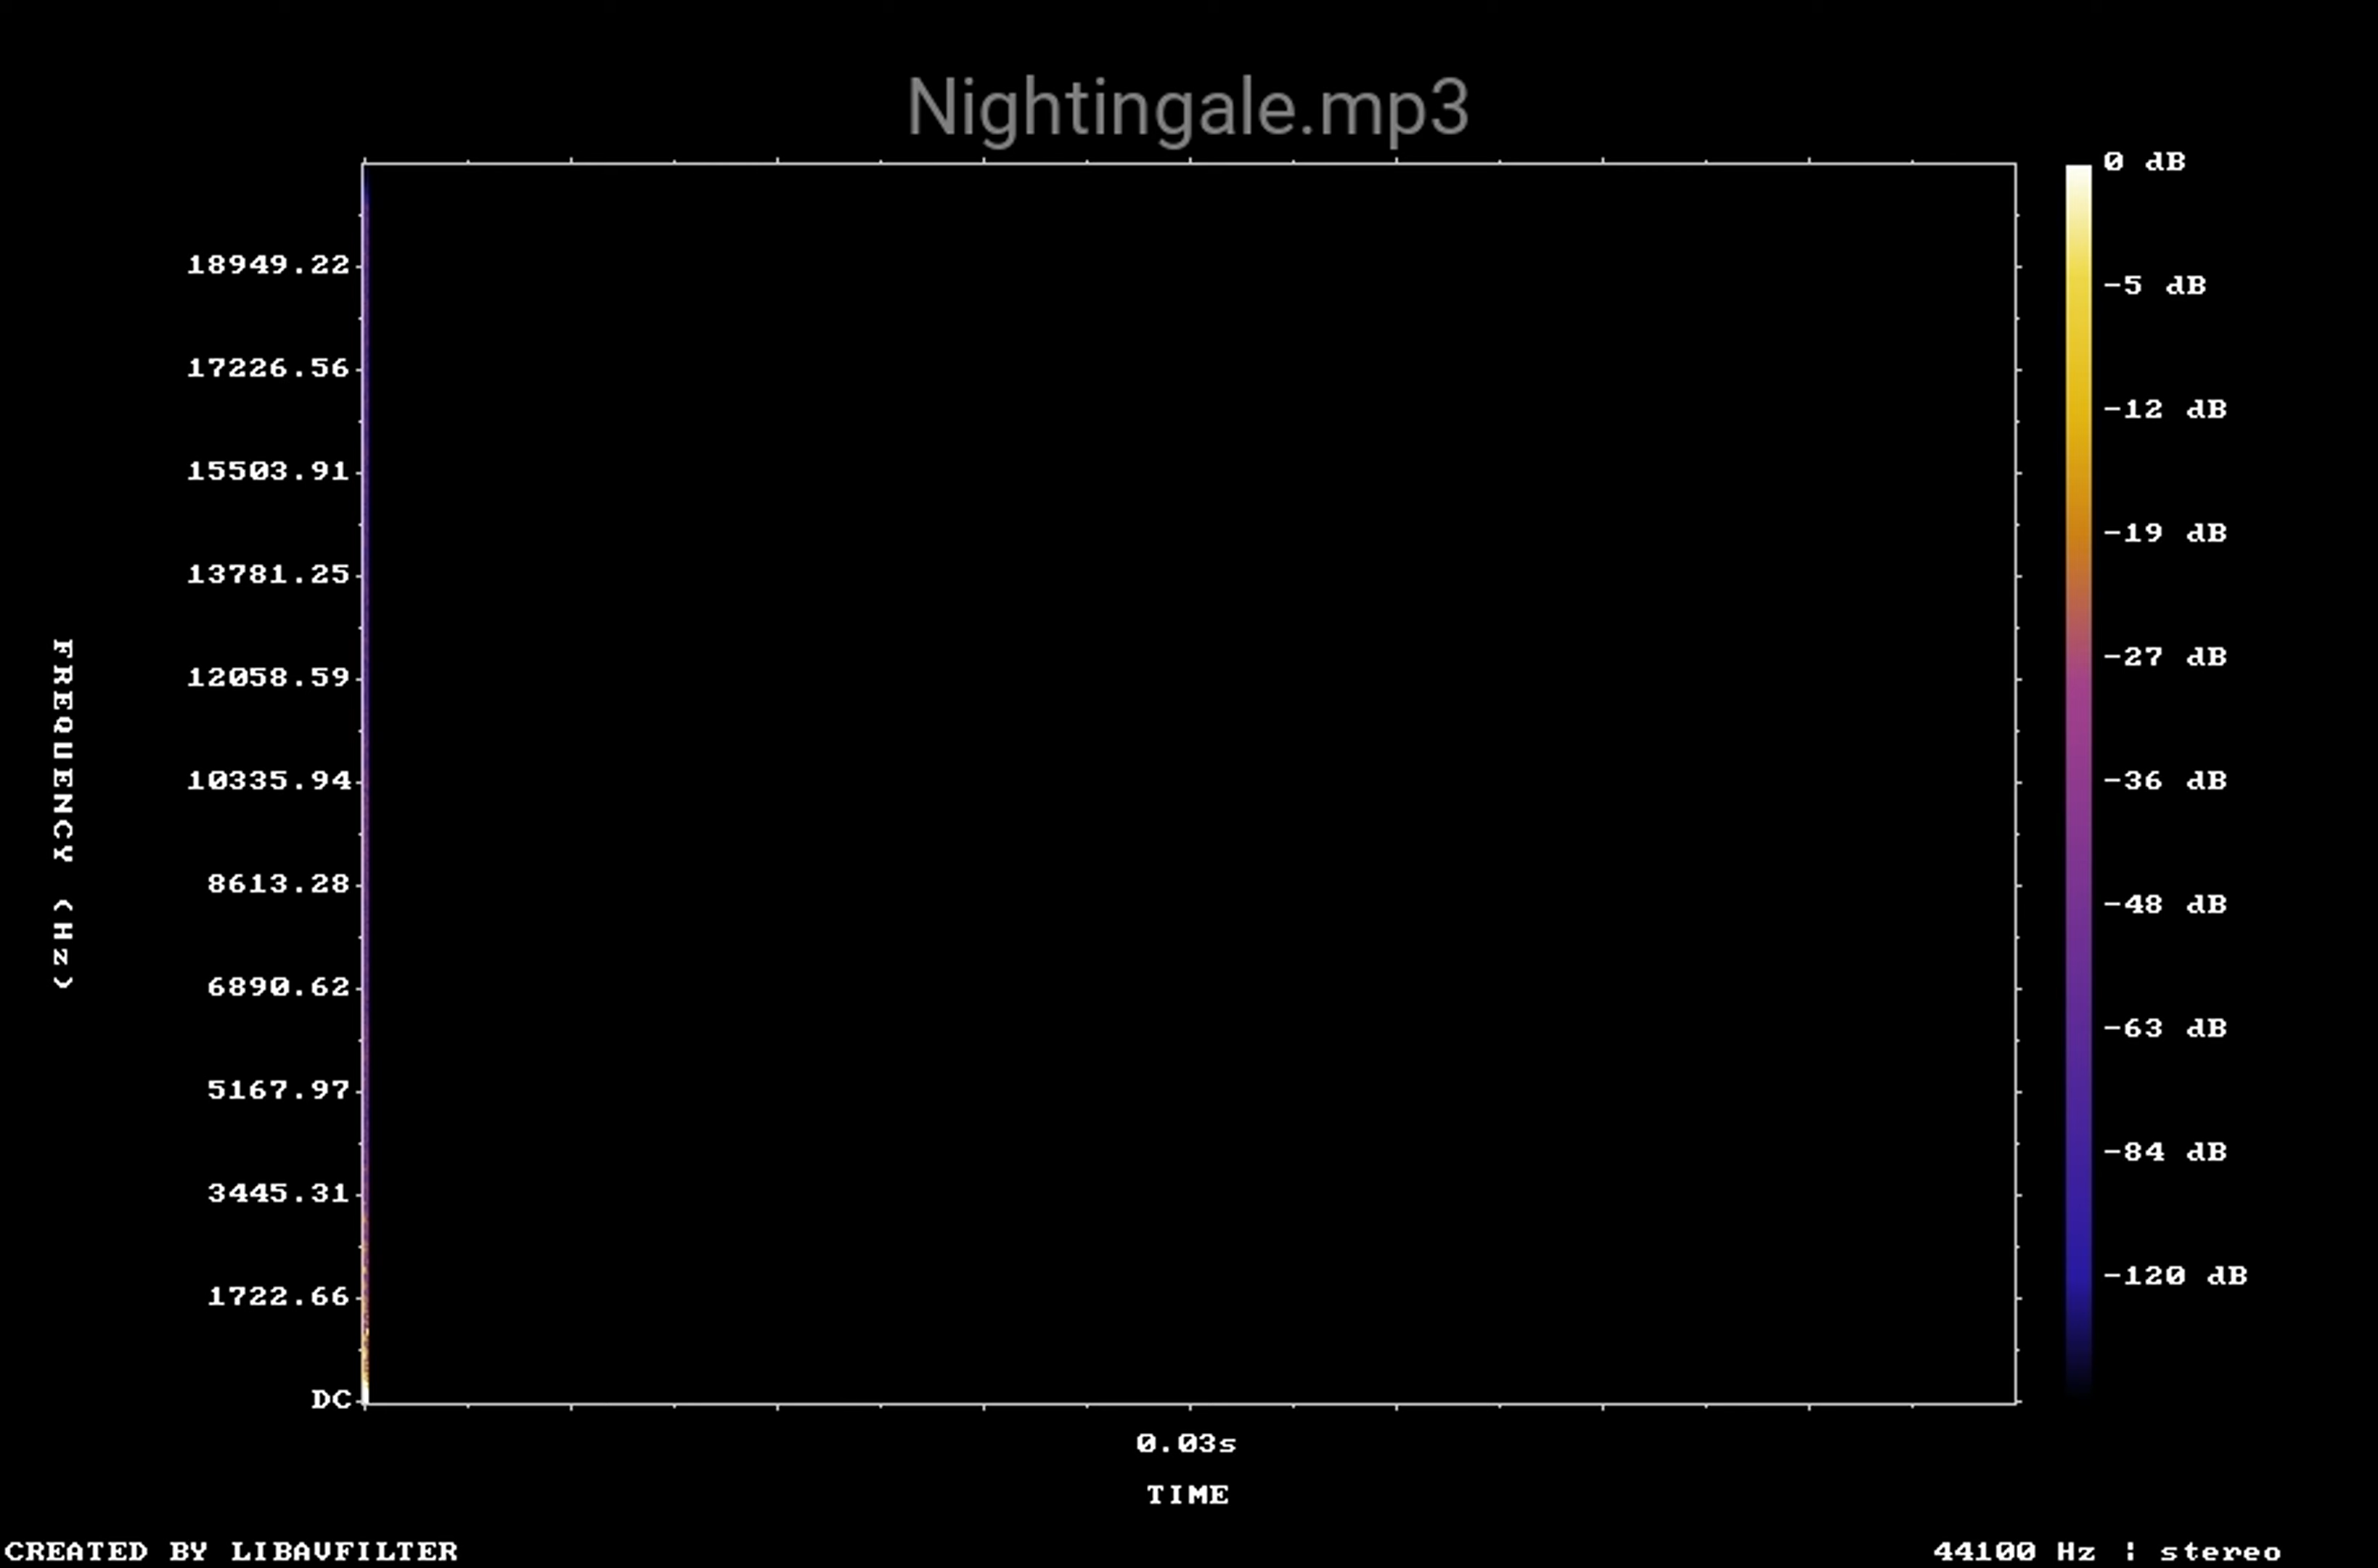 Nightingale.mp3
0 dB
-5 dB
-12 dB
-19 dB
-27 dB
-36 dB
-48 dB
-63 dB
-84 dB
-120 dB
FREQUENCY (Hz)
18949.22
17226.56
15503.91
13781.25
12058.59
10335.94
8613.28
6890.62
5167.97
3445.31
1722.66
DC
0.03s
TIME
CREATED BY LIBAVFILTER
44100 Hz | stereo